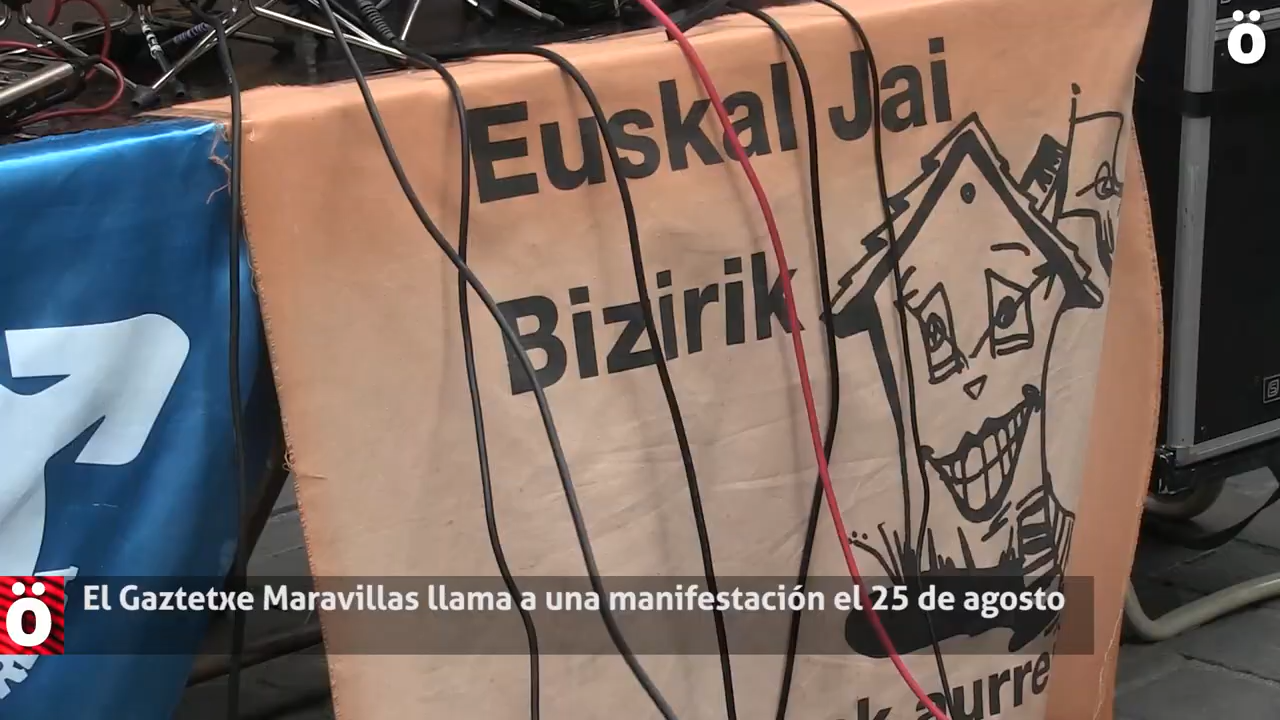 ö
Euskal Jai
Bizirik
ö El Gaztetxe Maravillas llama a una manifestación el 25 de agosto